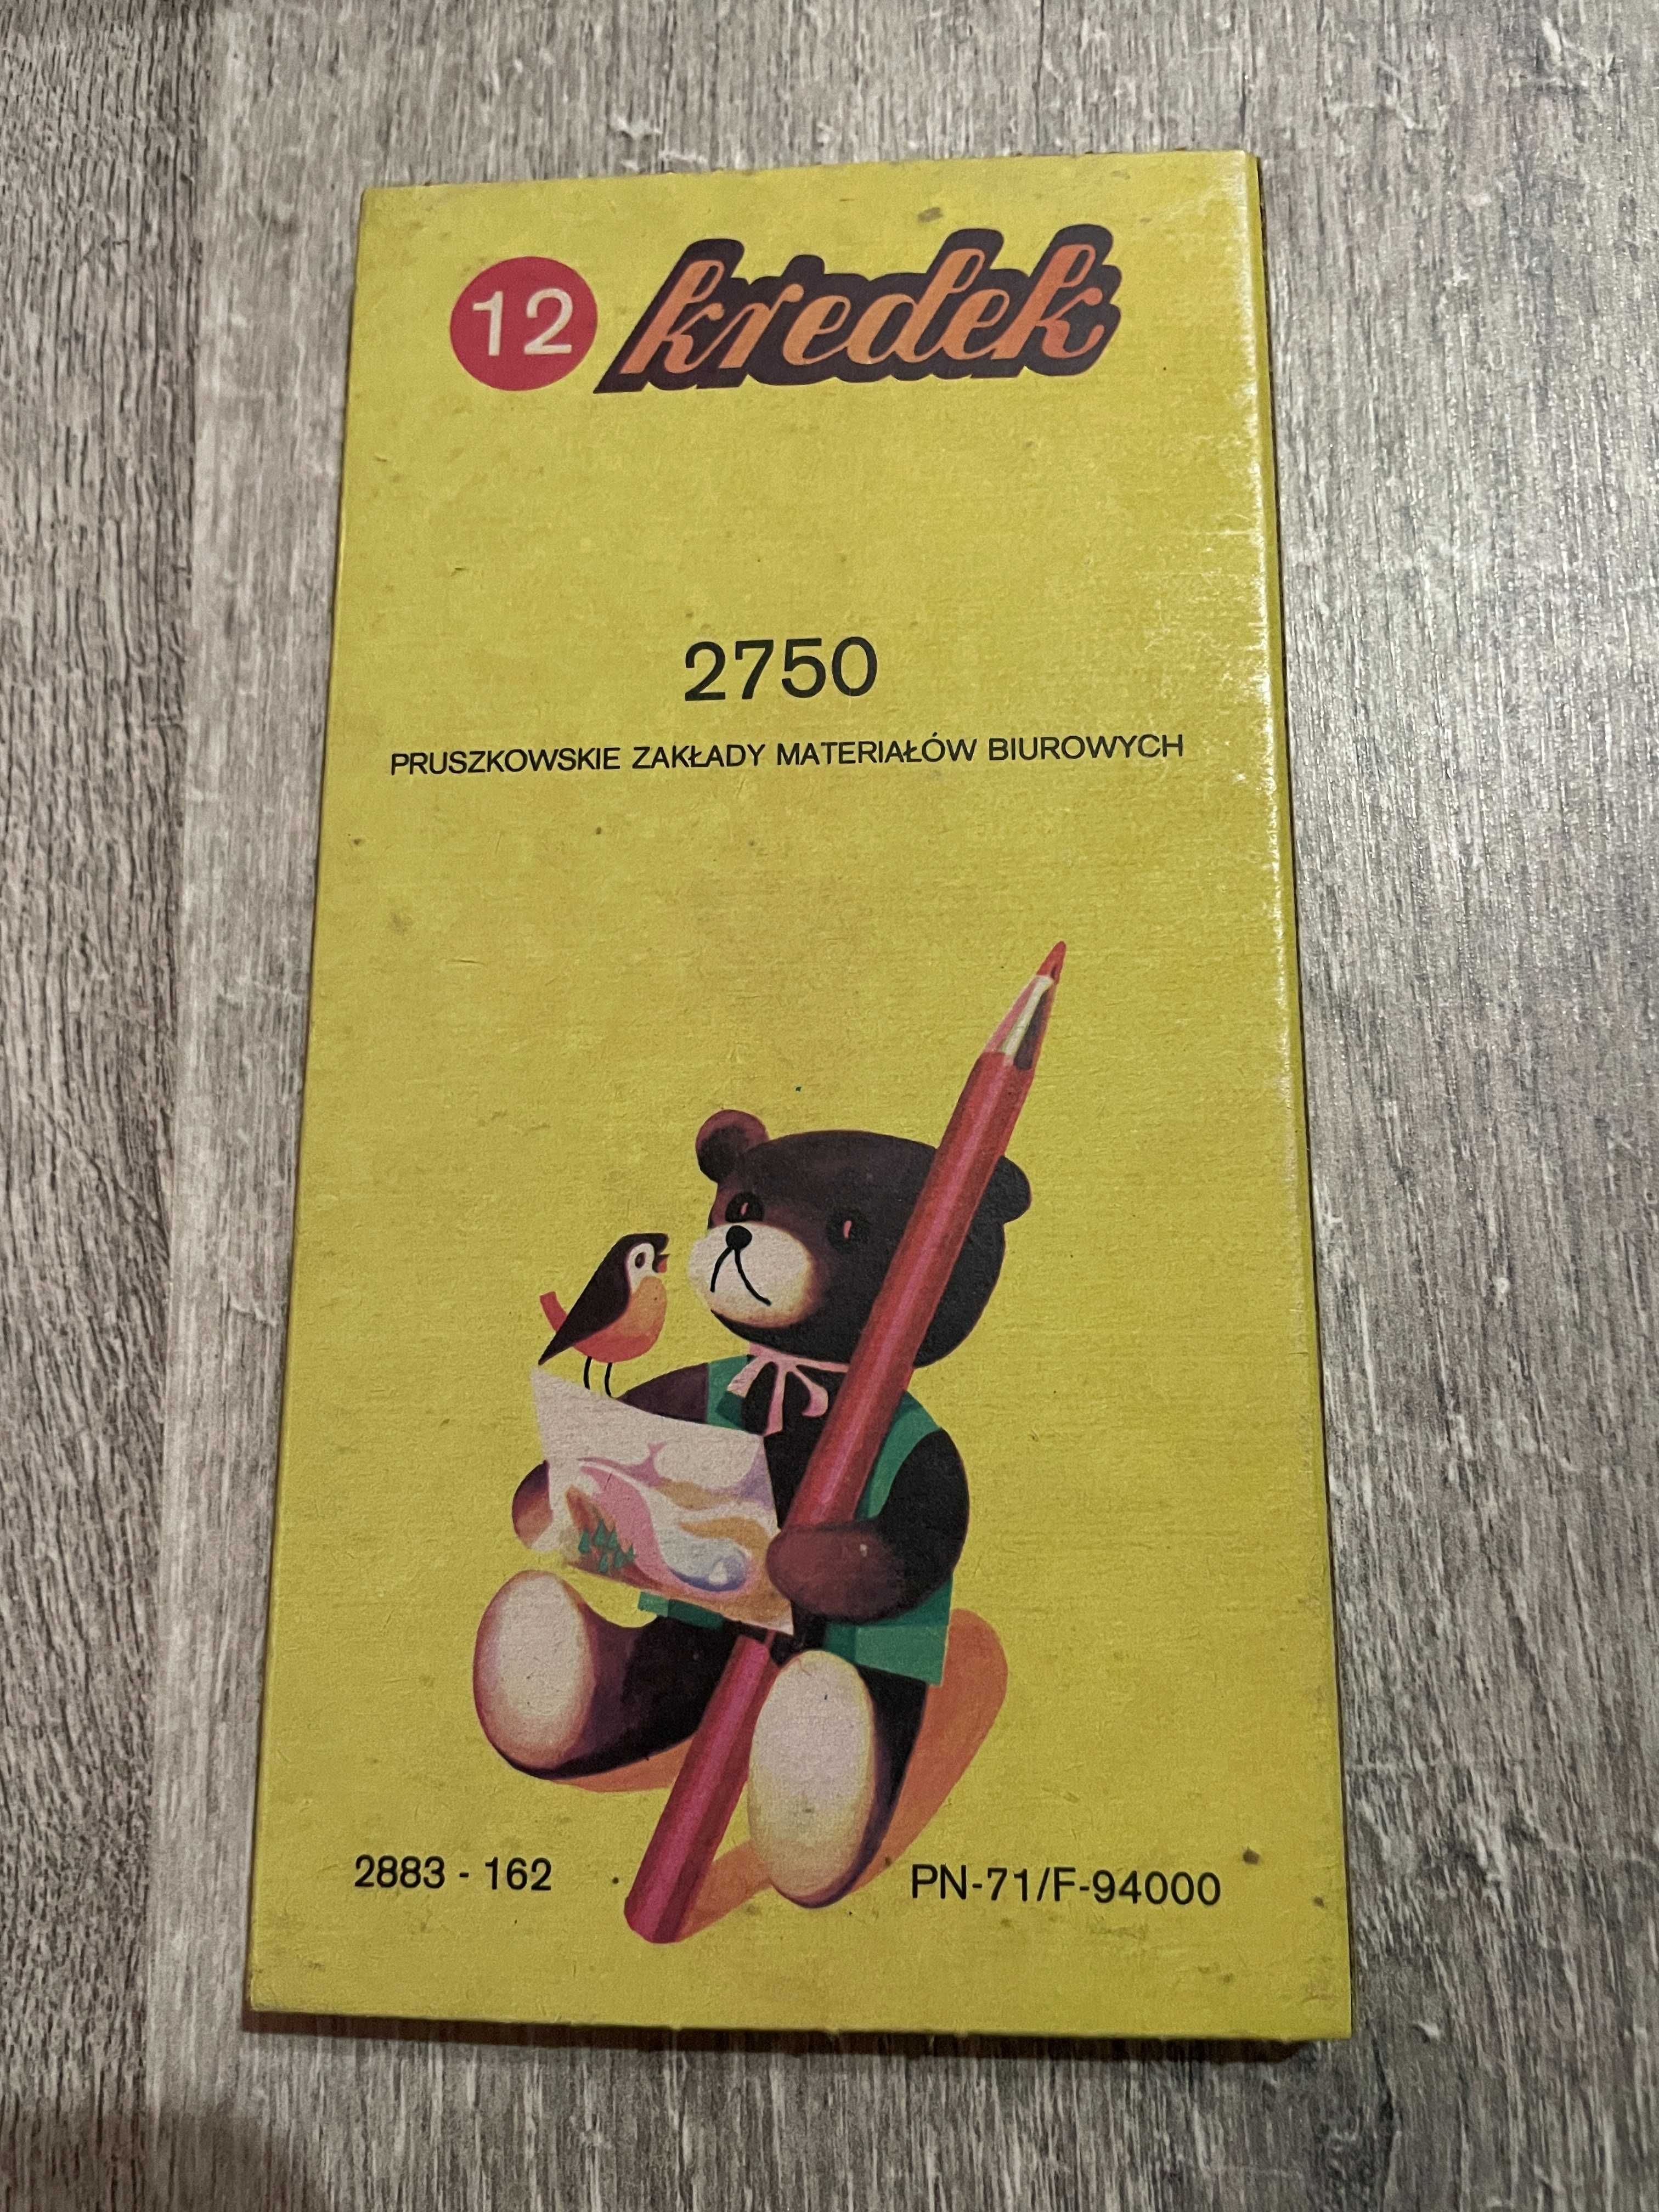 12 kredek
2750
PRUSZKOWSKIE ZAKŁADY MATERIAŁÓW BIUROWYCH
2883 - 162
PN-71/F-94000